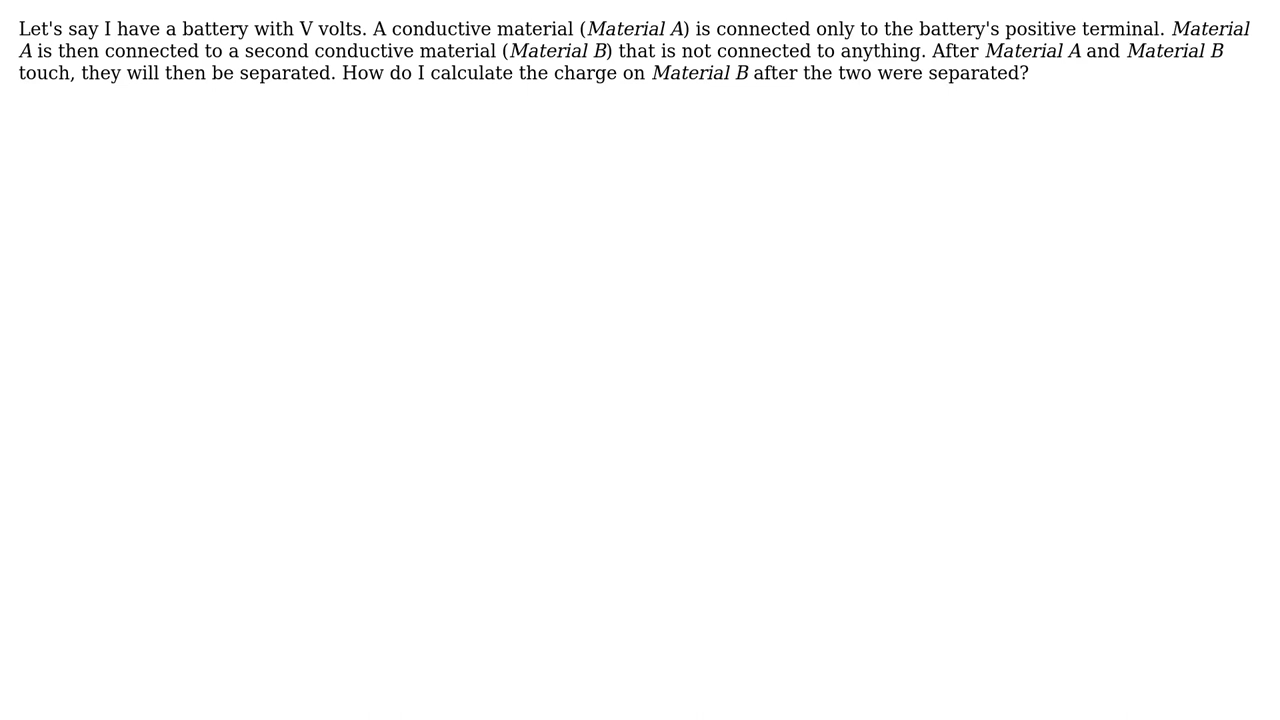 Let's say I have a battery with V volts. A conductive material (Material A) is connected only to the battery's positive terminal. Material
A is then connected to a second conductive material (Material B) that is not connected to anything. After Material A and Material B
touch, they will then be separated. How do I calculate the charge on Material B after the two were separated?